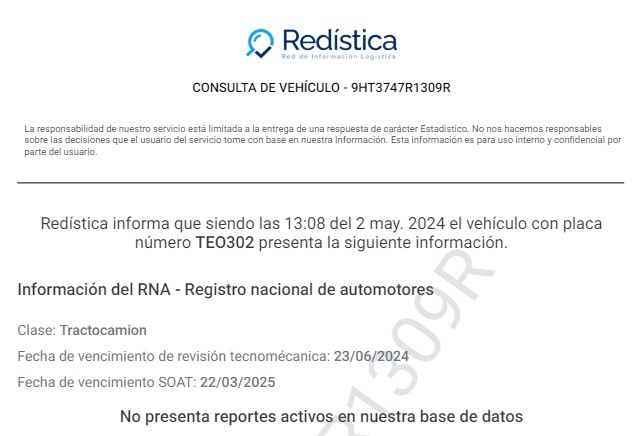 Redística
Red de Información Logística
CONSULTA DE VEHÍCULO - 9HT3747R1309R
La responsabilidad de nuestro servicio está limitada a la entrega de una respuesta de carácter Estadístico. No nos hacemos responsables
sobre las decisiones que el usuario del servicio tome con base en nuestra Información. Esta información es para uso interno y confidencial por
parte del usuario.
Redística informa que siendo las 13:08 del 2 may. 2024 el vehículo con placa
número TEO302 presenta la siguiente información.
Información del RNA - Registro nacional de automotores
Clase: Tractocamion
Fecha de vencimiento de revisión tecnomécanica: 23/06/2024
Fecha de vencimiento SOAT: 22/03/2025
No presenta reportes activos en nuestra base de datos
R1309R